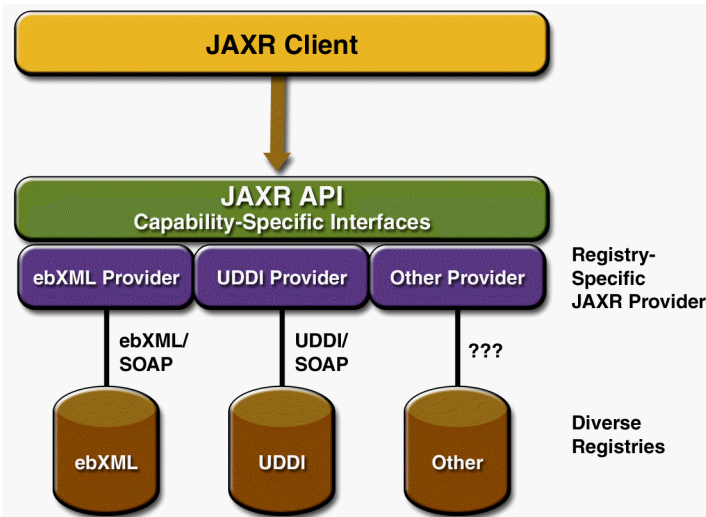 JAXR Client
JAXR API
Capability-Specific Interfaces
ebXML Provider
UDDI Provider
Other Provider
Registry-
Specific
JAXR Provider
ebXML/
SOAP
UDDI/
SOAP
???
ebXML
UDDI
Other
Diverse
Registries